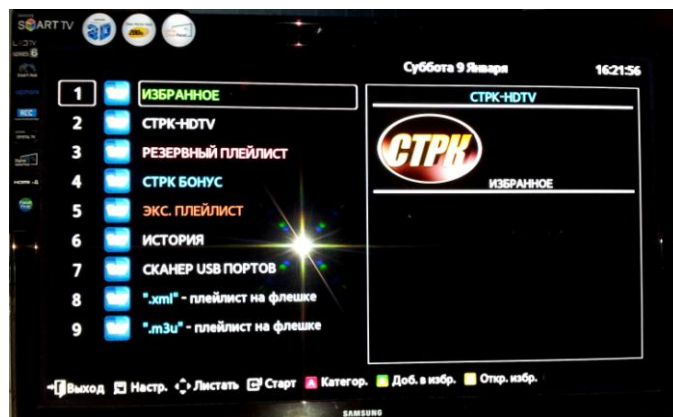 SMART TV
3D
Суббота 9 Января 16:21:56
1 ИЗБРАННОЕ
2 СТРК-HDTV
3 РЕЗЕРВНЫЙ ПЛЕЙЛИСТ
4 СТРК БОНУС
5 ЭКС. ПЛЕЙЛИСТ
6 ИСТОРИЯ
7 СКАНЕР USB ПОРТОВ
8 ".xml" - плейлист на флешке
9 ".m3u" - плейлист на флешке
СТРК-HDTV
СТРК
ИЗБРАННОЕ
Выход Настр. Листать Старт A Категор. Доб. в избр. Откр. избр.
SAMSUNG